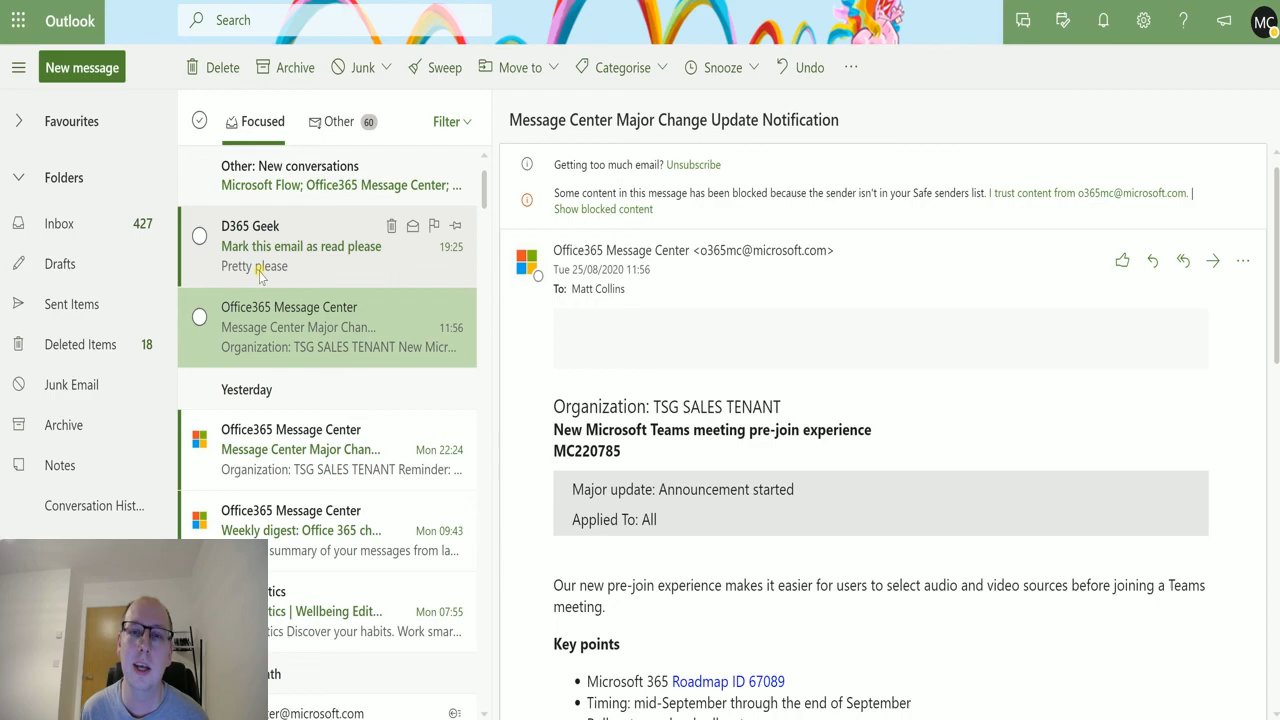 Outlook
Search
MC
New message
Delete
Archive
Junk
Sweep
Move to
Categorise
Snooze
Undo
Favourites
Folders
Inbox 427
Drafts
Sent Items
Deleted Items 18
Junk Email
Archive
Notes
Conversation Hist...
Focused
Other 60
Filter
Other: New conversations
Microsoft Flow; Office365 Message Center; ...
D365 Geek
Mark this email as read please 19:25
Pretty please
Office365 Message Center
Message Center Major Chan... 11:56
Organization: TSG SALES TENANT New Micr...
Yesterday
Office365 Message Center
Message Center Major Chan... Mon 22:24
Organization: TSG SALES TENANT Reminder: ...
Office365 Message Center
Weekly digest: Office 365 ch... Mon 09:43
summary of your messages from la...
tics
tics | Wellbeing Edit... Mon 07:55
tics Discover your habits. Work smar...
nth
er@microsoft.com
Message Center Major Change Update Notification
Getting too much email? Unsubscribe
Some content in this message has been blocked because the sender isn't in your Safe senders list. I trust content from o365mc@microsoft.com. |
Show blocked content
Office365 Message Center <o365mc@microsoft.com>
Tue 25/08/2020 11:56
To: Matt Collins
Organization: TSG SALES TENANT
New Microsoft Teams meeting pre-join experience
MC220785
Major update: Announcement started
Applied To: All
Our new pre-join experience makes it easier for users to select audio and video sources before joining a Teams
meeting.
Key points
• Microsoft 365 Roadmap ID 67089
• Timing: mid-September through the end of September